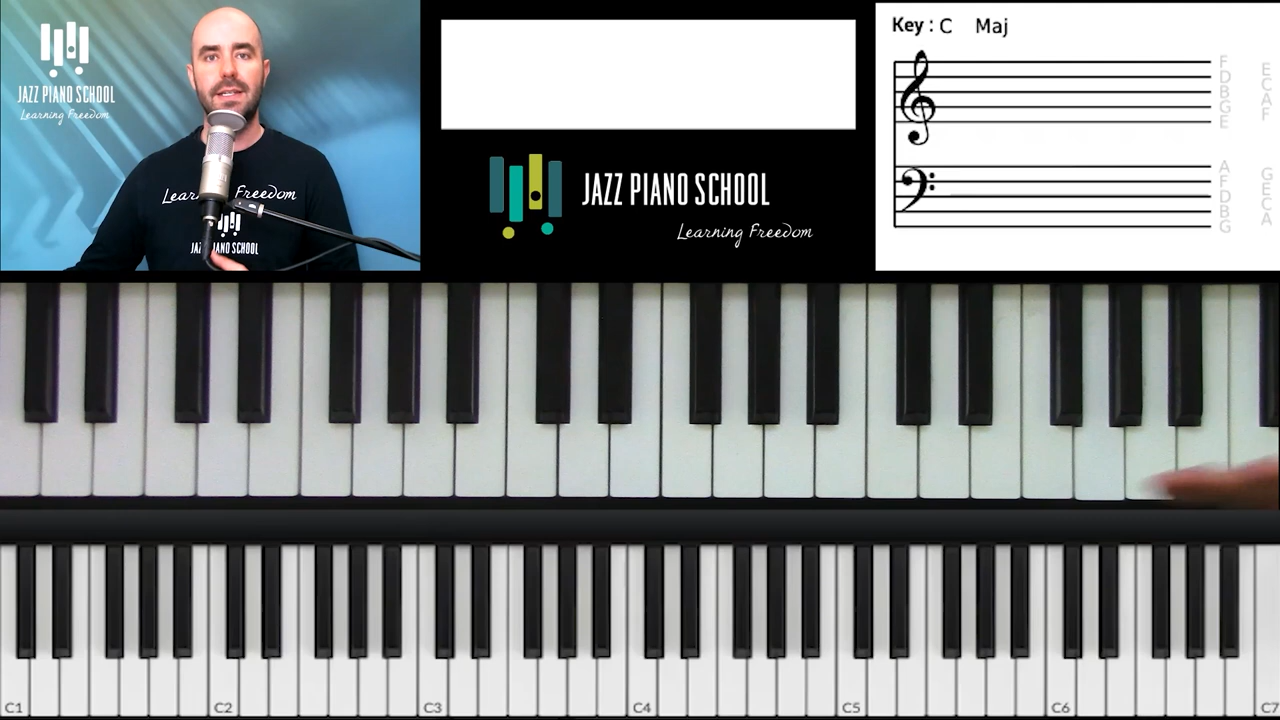 JAZZ PIANO SCHOOL
Learning Freedom
Learning Freedom
JAZZ PIANO SCHOOL
JAZZ PIANO SCHOOL
Learning Freedom
Key : C Maj
F
D
B
G
E
E
C
A
F
A
F
D
B
G
G
E
C
A
C1 C2 C3 C4 C5 C6 C7